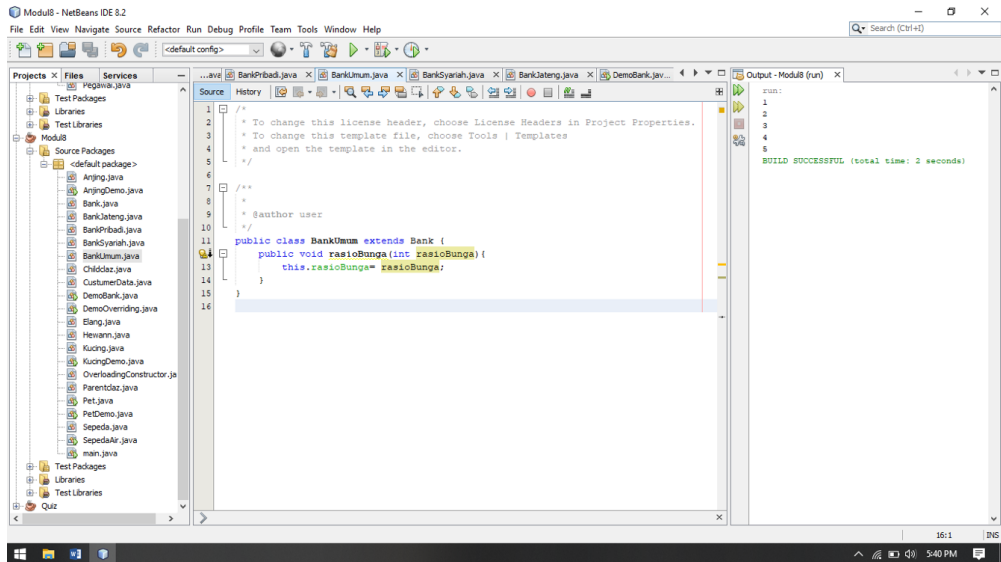 Modul8 - NetBeans IDE 8.2
File Edit View Navigate Source Refactor Run Debug Profile Team Tools Window Help
Search (Ctrl+I)
<default config>
Projects Files Services
Pegawai.java
Test Packages
Libraries
Test Libraries
Modul8
Source Packages
<default package>
Anjing.java
AnjingDemo.java
Bank.java
BankJateng.java
BankPribadi.java
BankSyariah.java
BankUmum.java
Childclaz.java
CustumerData.java
DemoBank.java
DemoOverriding.java
Elang.java
Hewann.java
Kucing.java
KucingDemo.java
OverloadingConstructor.ja
Parentclaz.java
Pet.java
PetDemo.java
Sepeda.java
SepedaAir.java
main.java
Test Packages
Libraries
Test Libraries
Quiz
...ava BankPribadi.java BankUmum.java BankSyariah.java BankJateng.java DemoBank.jav...
Source History
1 /*
2 * To change this license header, choose License Headers in Project Properties.
3 * To change this template file, choose Tools | Templates
4 * and open the template in the editor.
5 */
6
7 /**
8 *
9 * @author user
10 */
11 public class BankUmum extends Bank {
public void rasioBunga(int rasioBunga){
13 this.rasioBunga= rasioBunga;
14 }
15 }
16
Output - Modul8 (run)
run:
1
2
3
4
5
BUILD SUCCESSFUL (total time: 2 seconds)
16:1 INS
5:40 PM